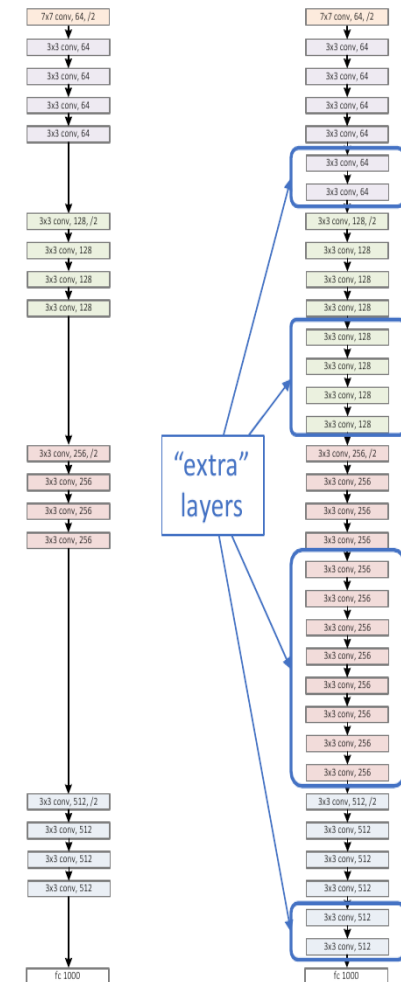 7x7 conv, 64, /2
3x3 conv, 64
3x3 conv, 64
3x3 conv, 64
3x3 conv, 64
3x3 conv, 128, /2
3x3 conv, 128
3x3 conv, 128
3x3 conv, 128
3x3 conv, 256, /2
3x3 conv, 256
3x3 conv, 256
3x3 conv, 256
3x3 conv, 512, /2
3x3 conv, 512
3x3 conv, 512
3x3 conv, 512
fc 1000
“extra”
layers
7x7 conv, 64, /2
3x3 conv, 64
3x3 conv, 64
3x3 conv, 64
3x3 conv, 64
3x3 conv, 64
3x3 conv, 64
3x3 conv, 128, /2
3x3 conv, 128
3x3 conv, 128
3x3 conv, 128
3x3 conv, 128
3x3 conv, 128
3x3 conv, 128
3x3 conv, 128
3x3 conv, 256, /2
3x3 conv, 256
3x3 conv, 256
3x3 conv, 256
3x3 conv, 256
3x3 conv, 256
3x3 conv, 256
3x3 conv, 256
3x3 conv, 256
3x3 conv, 256
3x3 conv, 256
3x3 conv, 256
3x3 conv, 512, /2
3x3 conv, 512
3x3 conv, 512
3x3 conv, 512
3x3 conv, 512
3x3 conv, 512
fc 1000